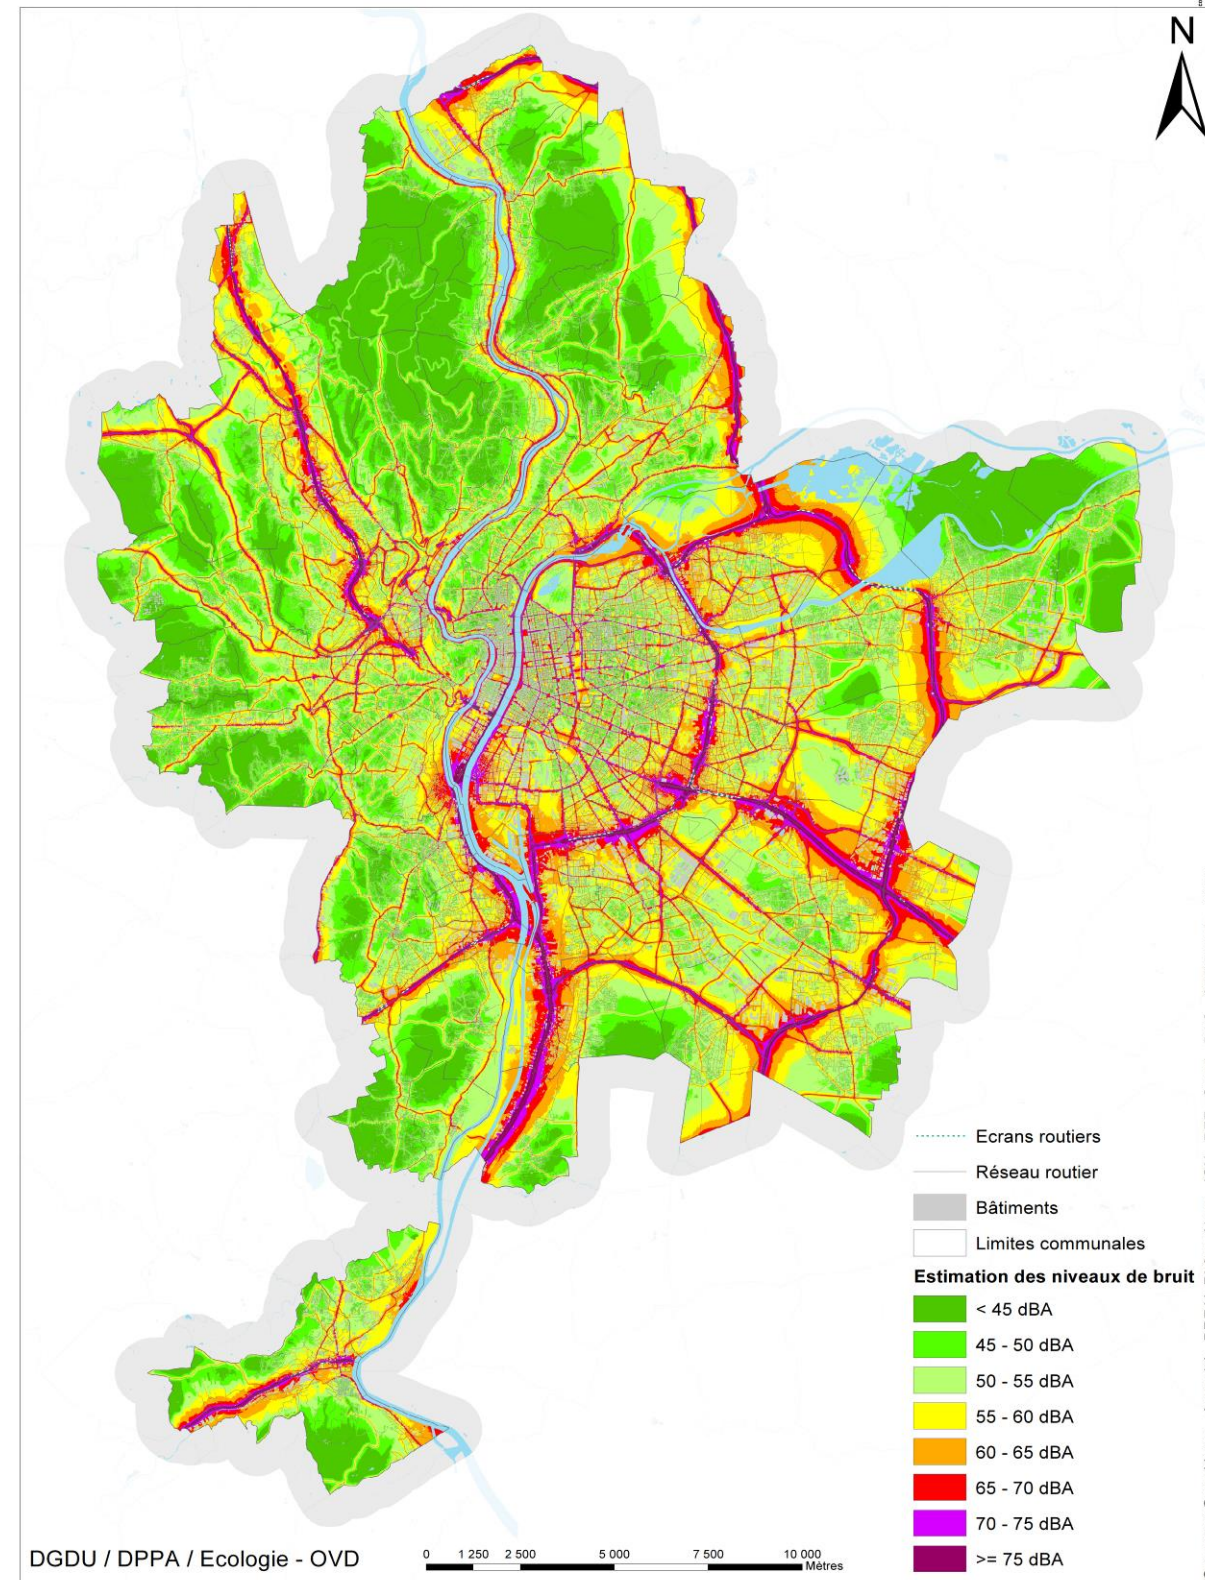 N
Ecrans routiers
Réseau routier
Bâtiments
Limites communales
Estimation des niveaux de bruit
< 45 dBA
45 - 50 dBA
50 - 55 dBA
55 - 60 dBA
60 - 65 dBA
65 - 70 dBA
70 - 75 dBA
>= 75 dBA
DGDU / DPPA / Ecologie - OVD
0 1 250 2 500 5 000 7 500 10 000
Mètres